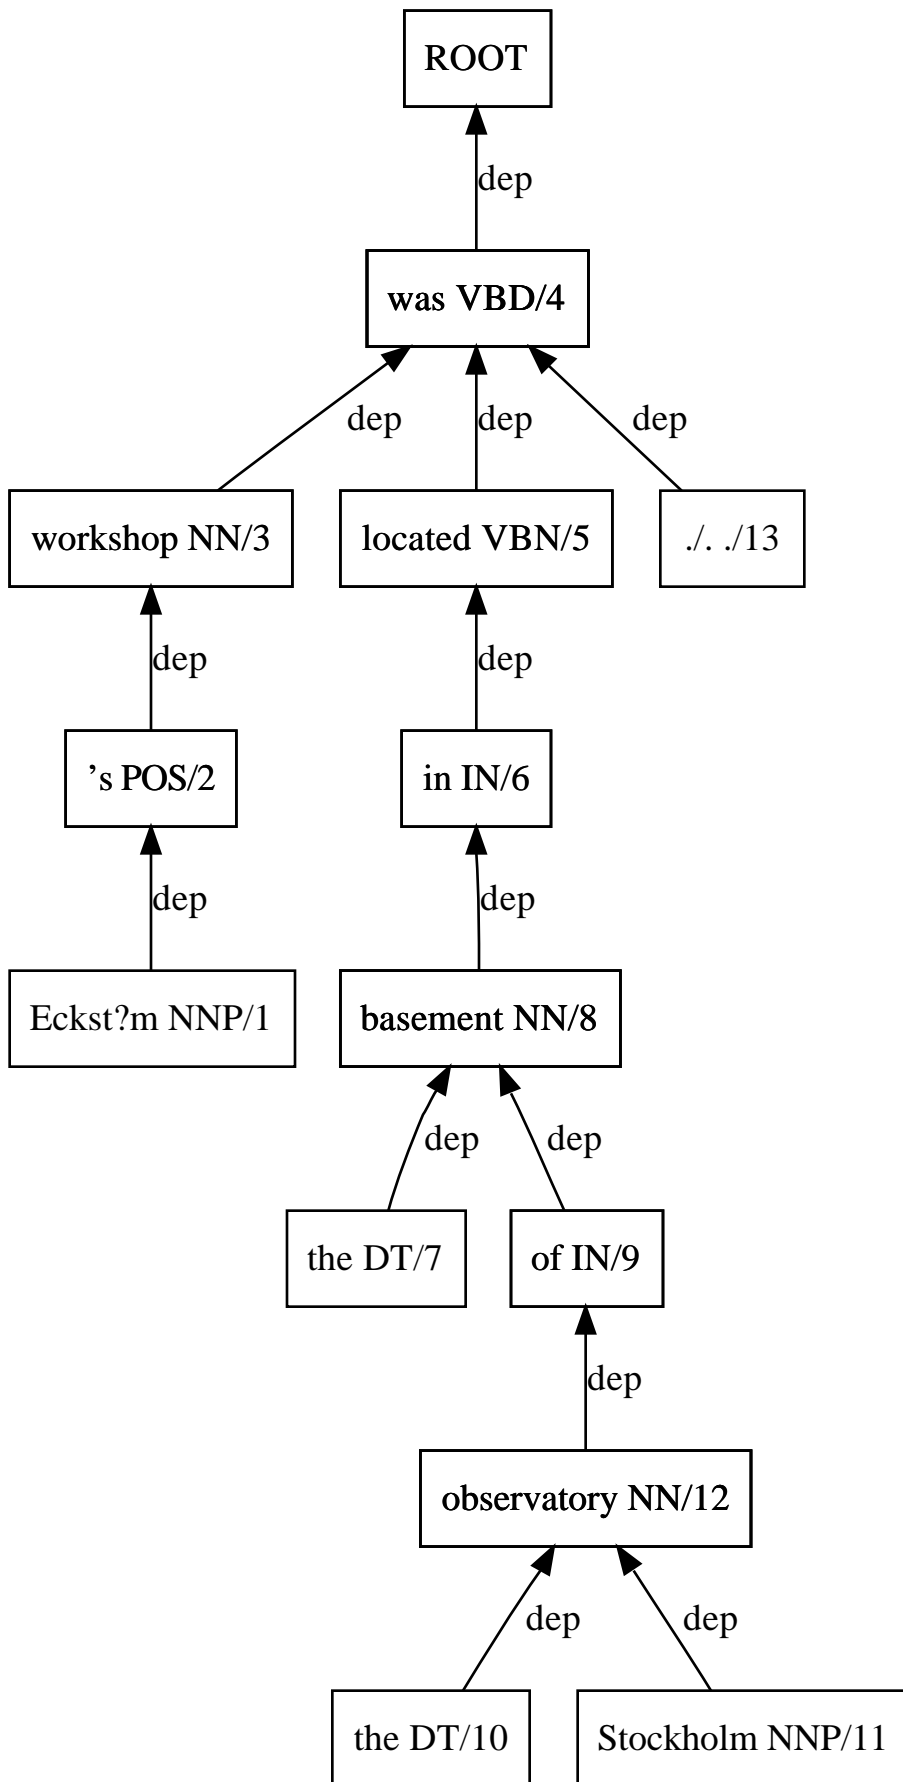 ROOT
dep
was VBD/4
dep dep dep
workshop NN/3 located VBN/5 ./. ./13
dep dep
's POS/2 in IN/6
dep dep
Eckst?m NNP/1 basement NN/8
dep dep
the DT/7 of IN/9
dep
observatory NN/12
dep dep
the DT/10 Stockholm NNP/11